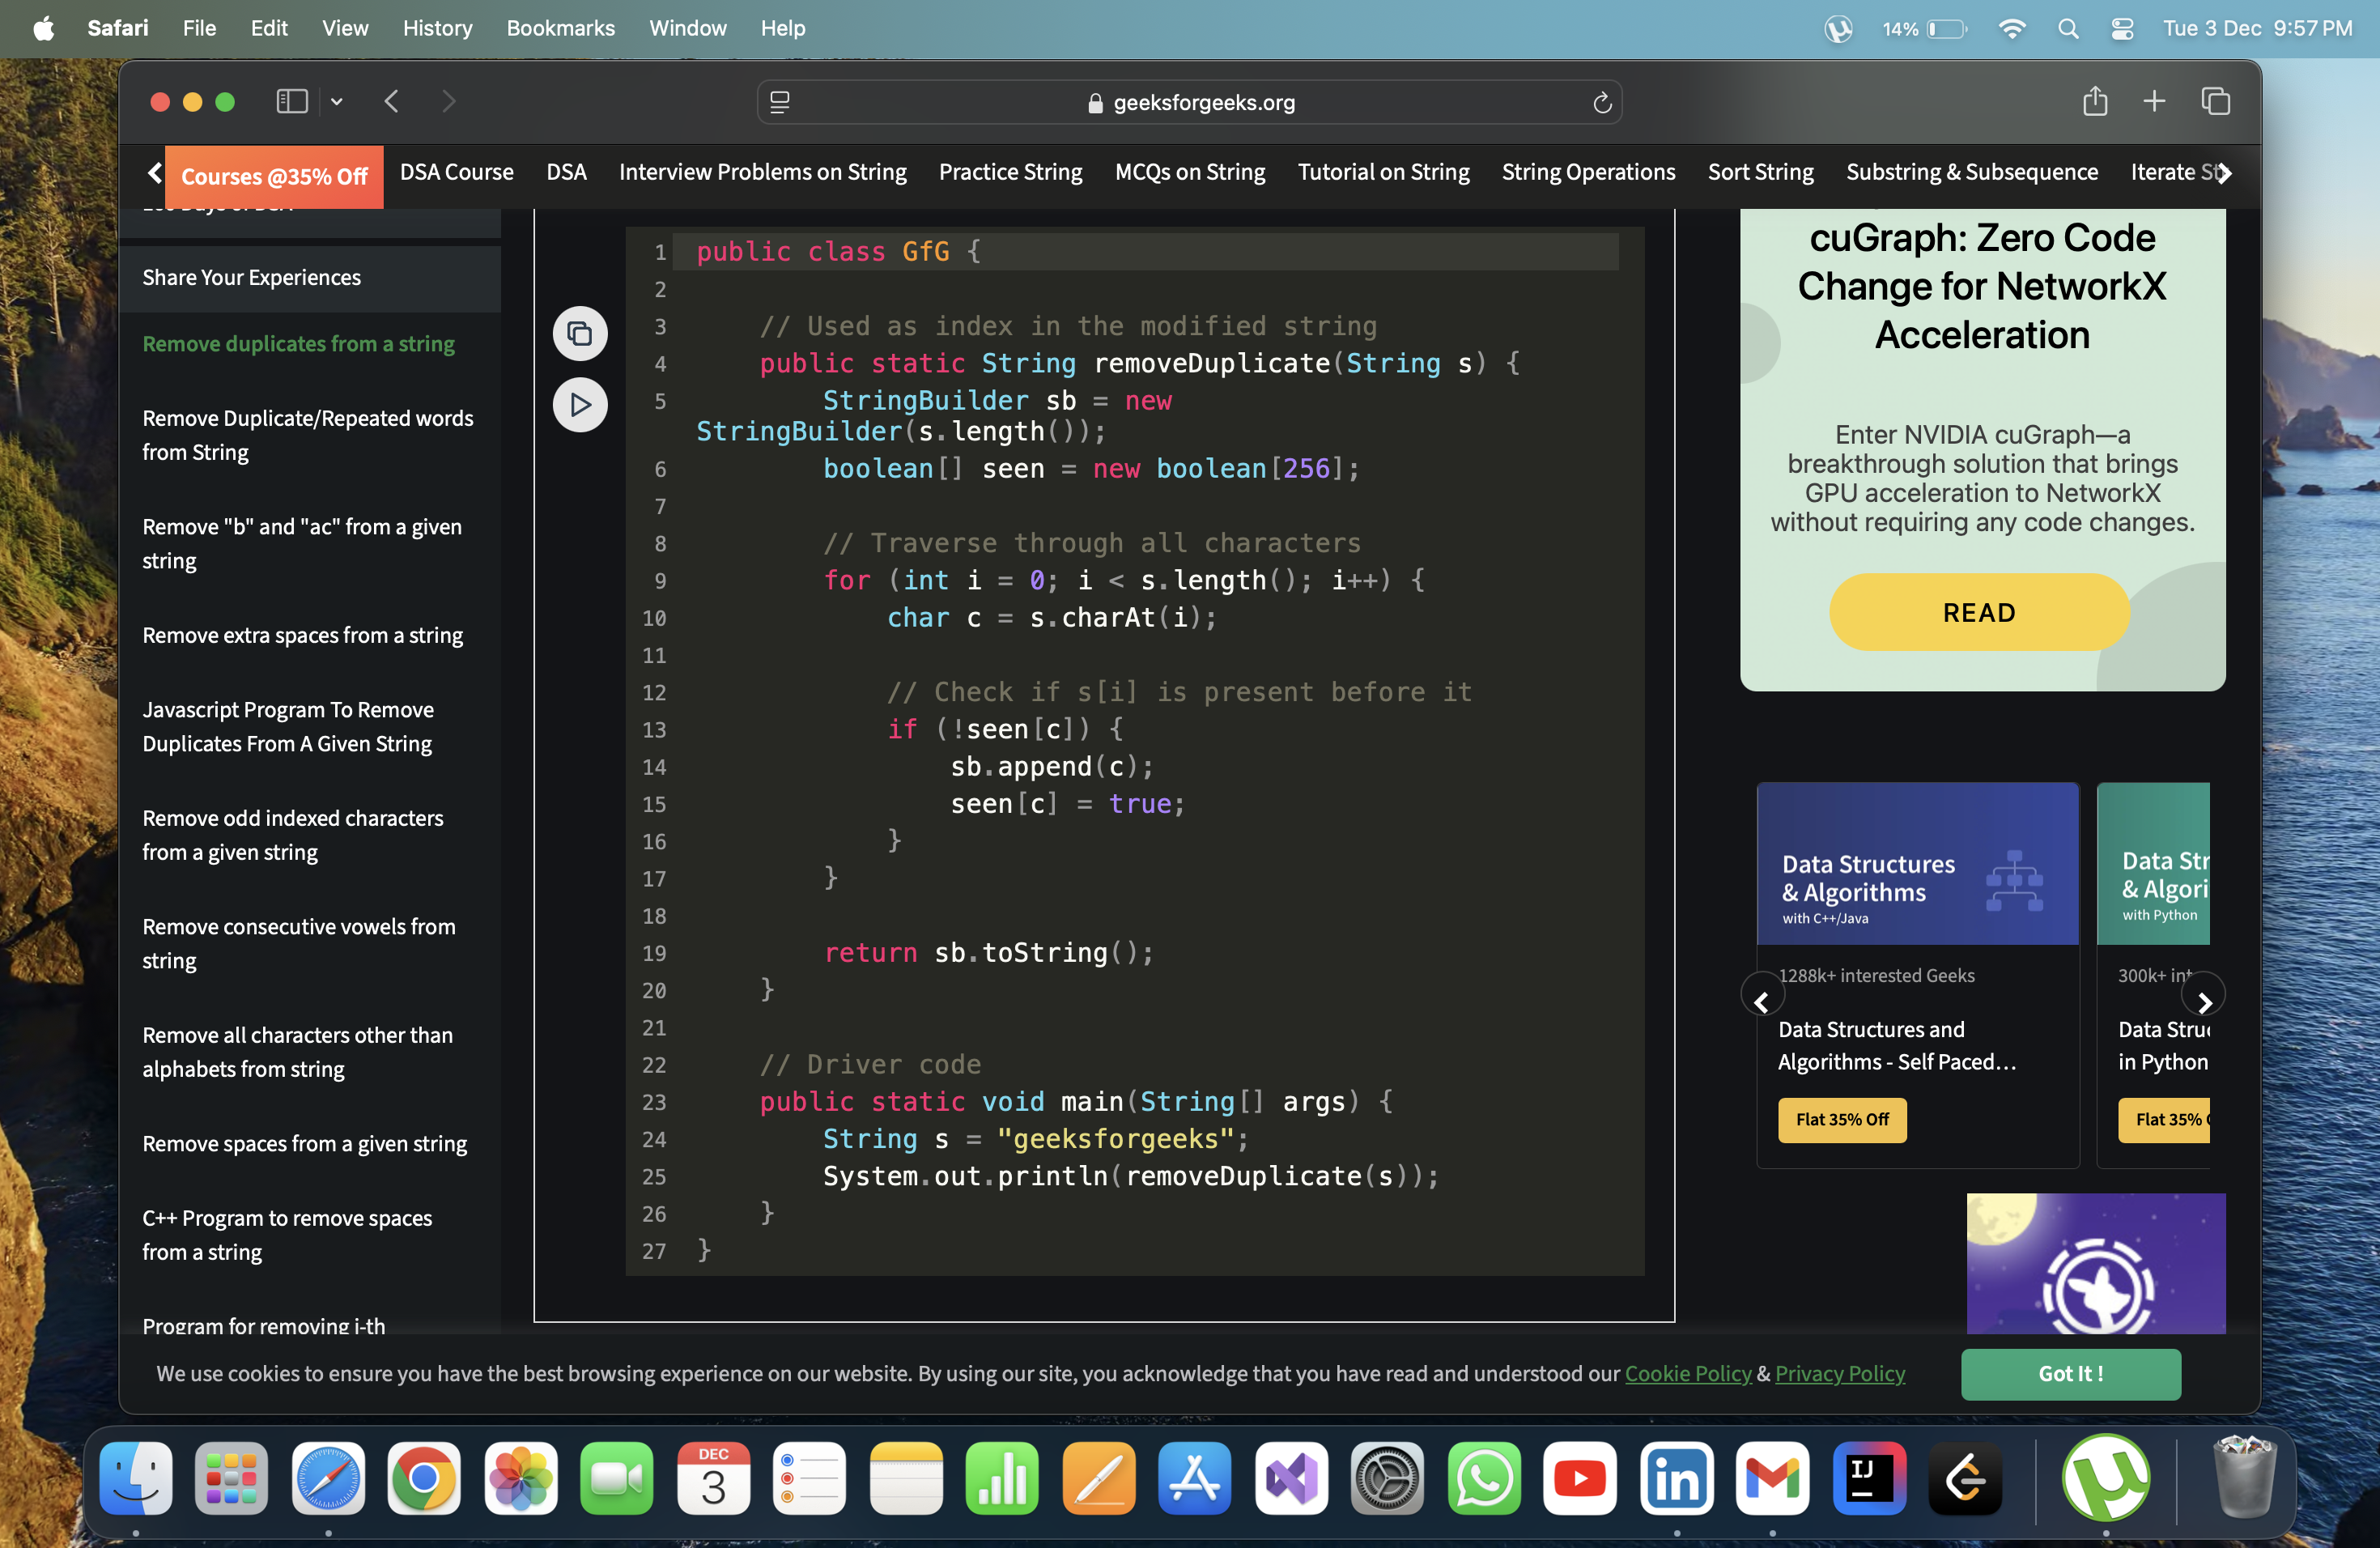 Safari File Edit View History Bookmarks Window Help 14% Tue 3 Dec 9:57 PM
geeksforgeeks.org
Courses @35% Off DSA Course DSA Interview Problems on String Practice String MCQs on String Tutorial on String String Operations Sort String Substring & Subsequence Iterate
Share Your Experiences
Remove duplicates from a string
Remove Duplicate/Repeated words
from String
Remove "b" and "ac" from a given
string
Remove extra spaces from a string
Javascript Program To Remove
Duplicates From A Given String
Remove odd indexed characters
from a given string
Remove consecutive vowels from
string
Remove all characters other than
alphabets from string
Remove spaces from a given string
C++ Program to remove spaces
from a string
Program for removing i-th
1 public class GfG {
2
3 // Used as index in the modified string
4 public static String removeDuplicate(String s) {
5 StringBuilder sb = new
StringBuilder(s.length());
6 boolean[] seen = new boolean[256];
7
8 // Traverse through all characters
9 for (int i = 0; i < s.length(); i++) {
10 char c = s.charAt(i);
11
12 // Check if s[i] is present before it
13 if (!seen[c]) {
14 sb.append(c);
15 seen[c] = true;
16 }
17 }
18
19 return sb.toString();
20 }
21
22 // Driver code
23 public static void main(String[] args) {
24 String s = "geeksforgeeks";
25 System.out.println(removeDuplicate(s));
26 }
27 }
cuGraph: Zero Code
Change for NetworkX
Acceleration
Enter NVIDIA cuGraph—a
breakthrough solution that brings
GPU acceleration to NetworkX
without requiring any code changes.
READ
Data Structures
& Algorithms
with C++/Java
1288k+ interested Geeks
Data Structures and
Algorithms - Self Paced...
Flat 35% Off
Data Str
& Algori
with Python
300k+ int
Data Stru
in Python
Flat 35%
We use cookies to ensure you have the best browsing experience on our website. By using our site, you acknowledge that you have read and understood our Cookie Policy & Privacy Policy
Got It !
DEC
3
in
IJ